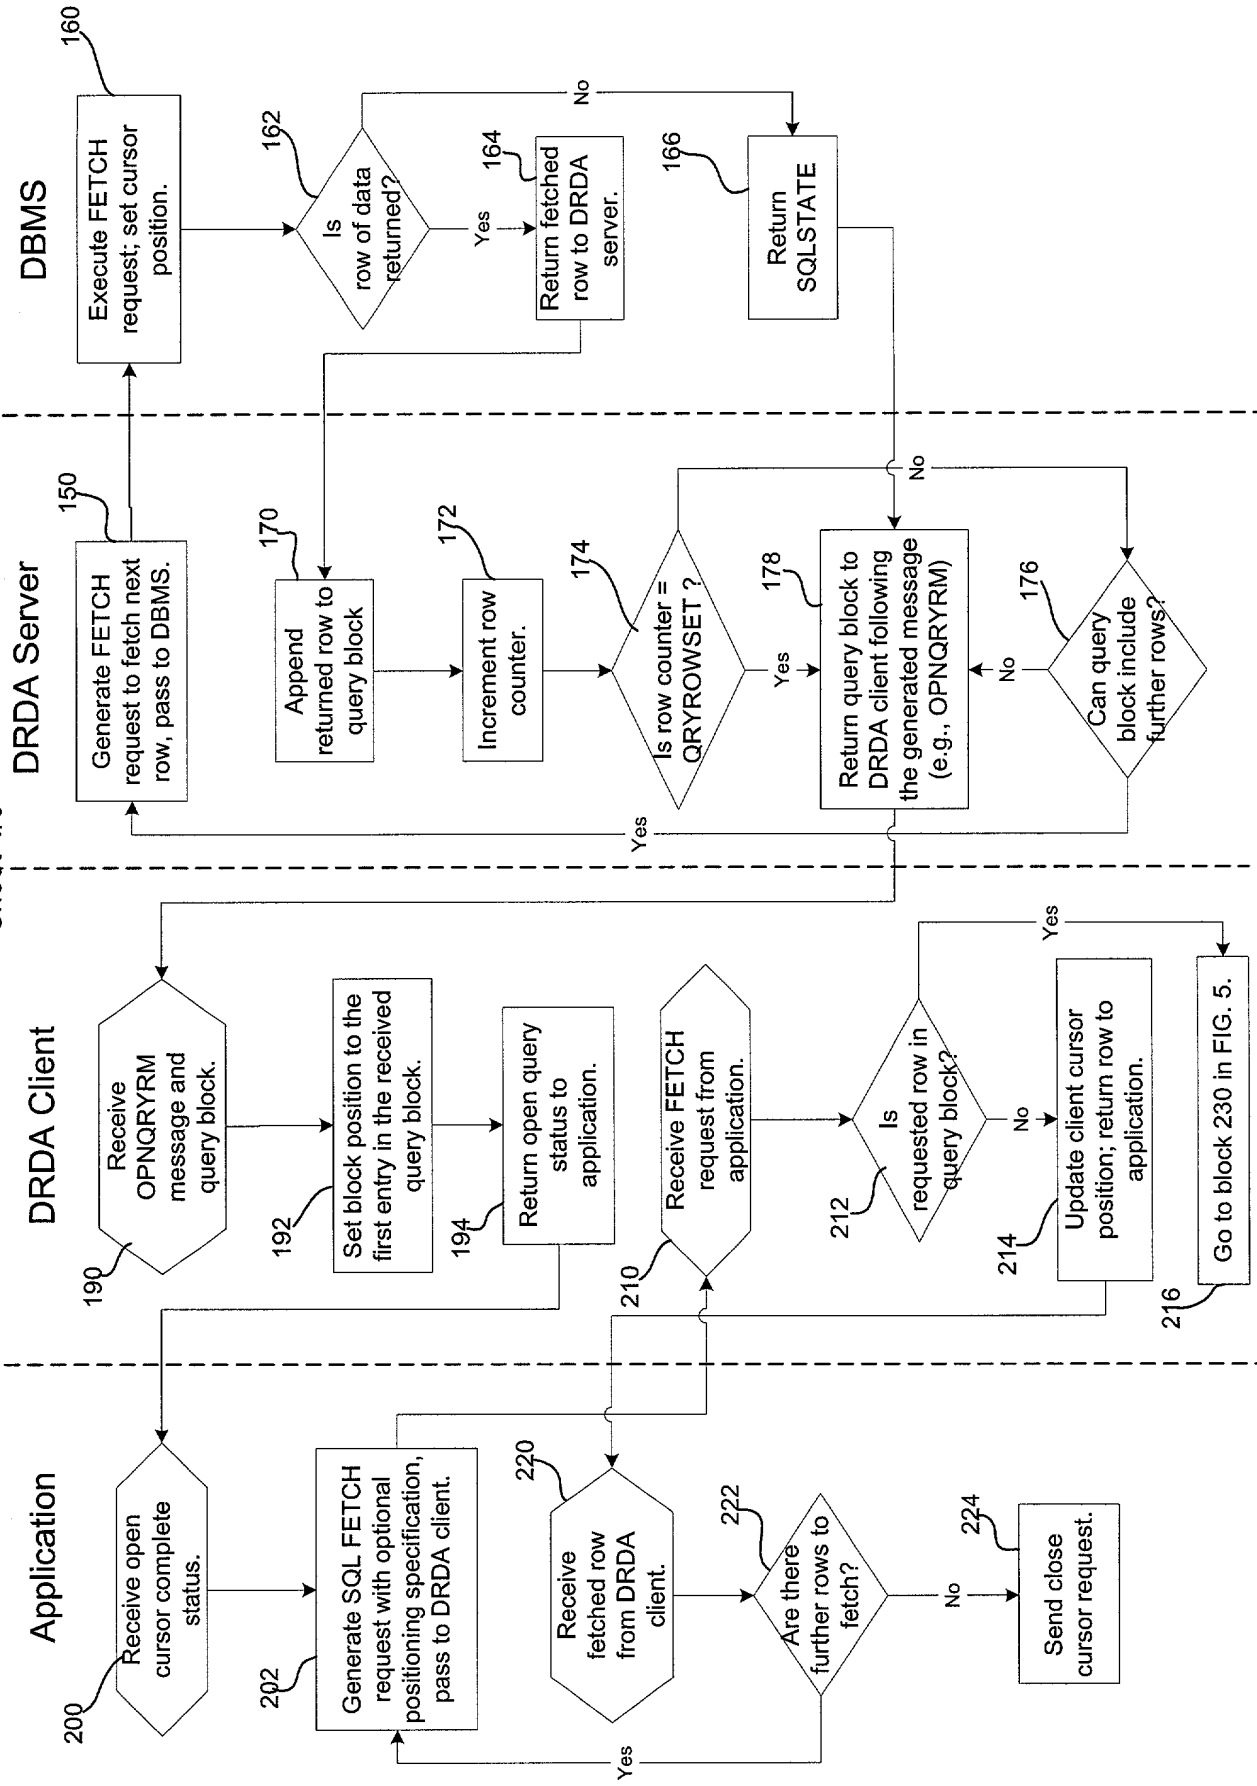 Application
200
Receive open
cursor complete
status.
202
Generate SQL FETCH
request with optional
positioning specification,
pass to DRDA client.
220
Receive
fetched row
from DRDA
client.
222
Are there
further rows to
fetch?
Yes
No
224
Send close
cursor request.
DRDA Client
190
Receive
OPNQRYRM
message and
query block.
192
Set block position to the
first entry in the received
query block.
194
Return open query
status to
application.
210
Receive FETCH
request from
application.
212
Is
requested row in
query block?
Yes
No
214
Update client cursor
position; return row to
application.
216
Go to block 230 in FIG. 5.
DRDA Server
150
Generate FETCH
request to fetch next
row, pass to DBMS.
170
Append
returned row to
query block
172
Increment row
counter.
174
Is row counter =
QRYROWSET ?
Yes
No
178
Return query block to
DRDA client following
the generated message
(e.g., OPNQRYRM)
176
Can query
block include
further rows?
No
Yes
DBMS
160
Execute FETCH
request; set cursor
position.
162
Is
row of data
returned?
Yes
No
164
Return fetched
row to DRDA
server.
166
Return
SQLSTATE